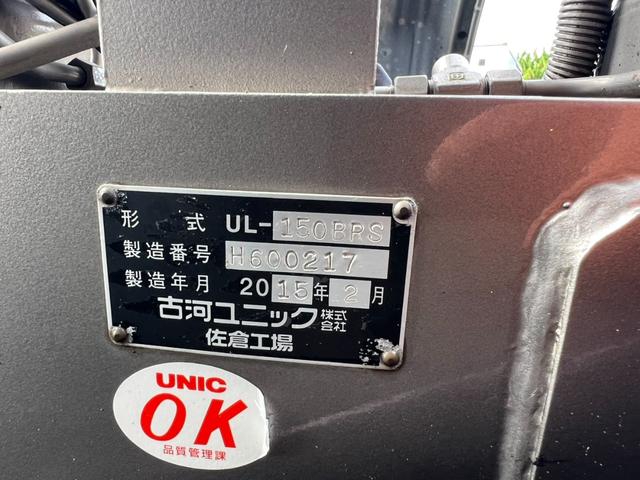 形式 UL-150BRS
製造番号 H600217
製造年月 2015年2月
古河ユニック株式会社
佐倉工場
UNIC
OK
品質管理課